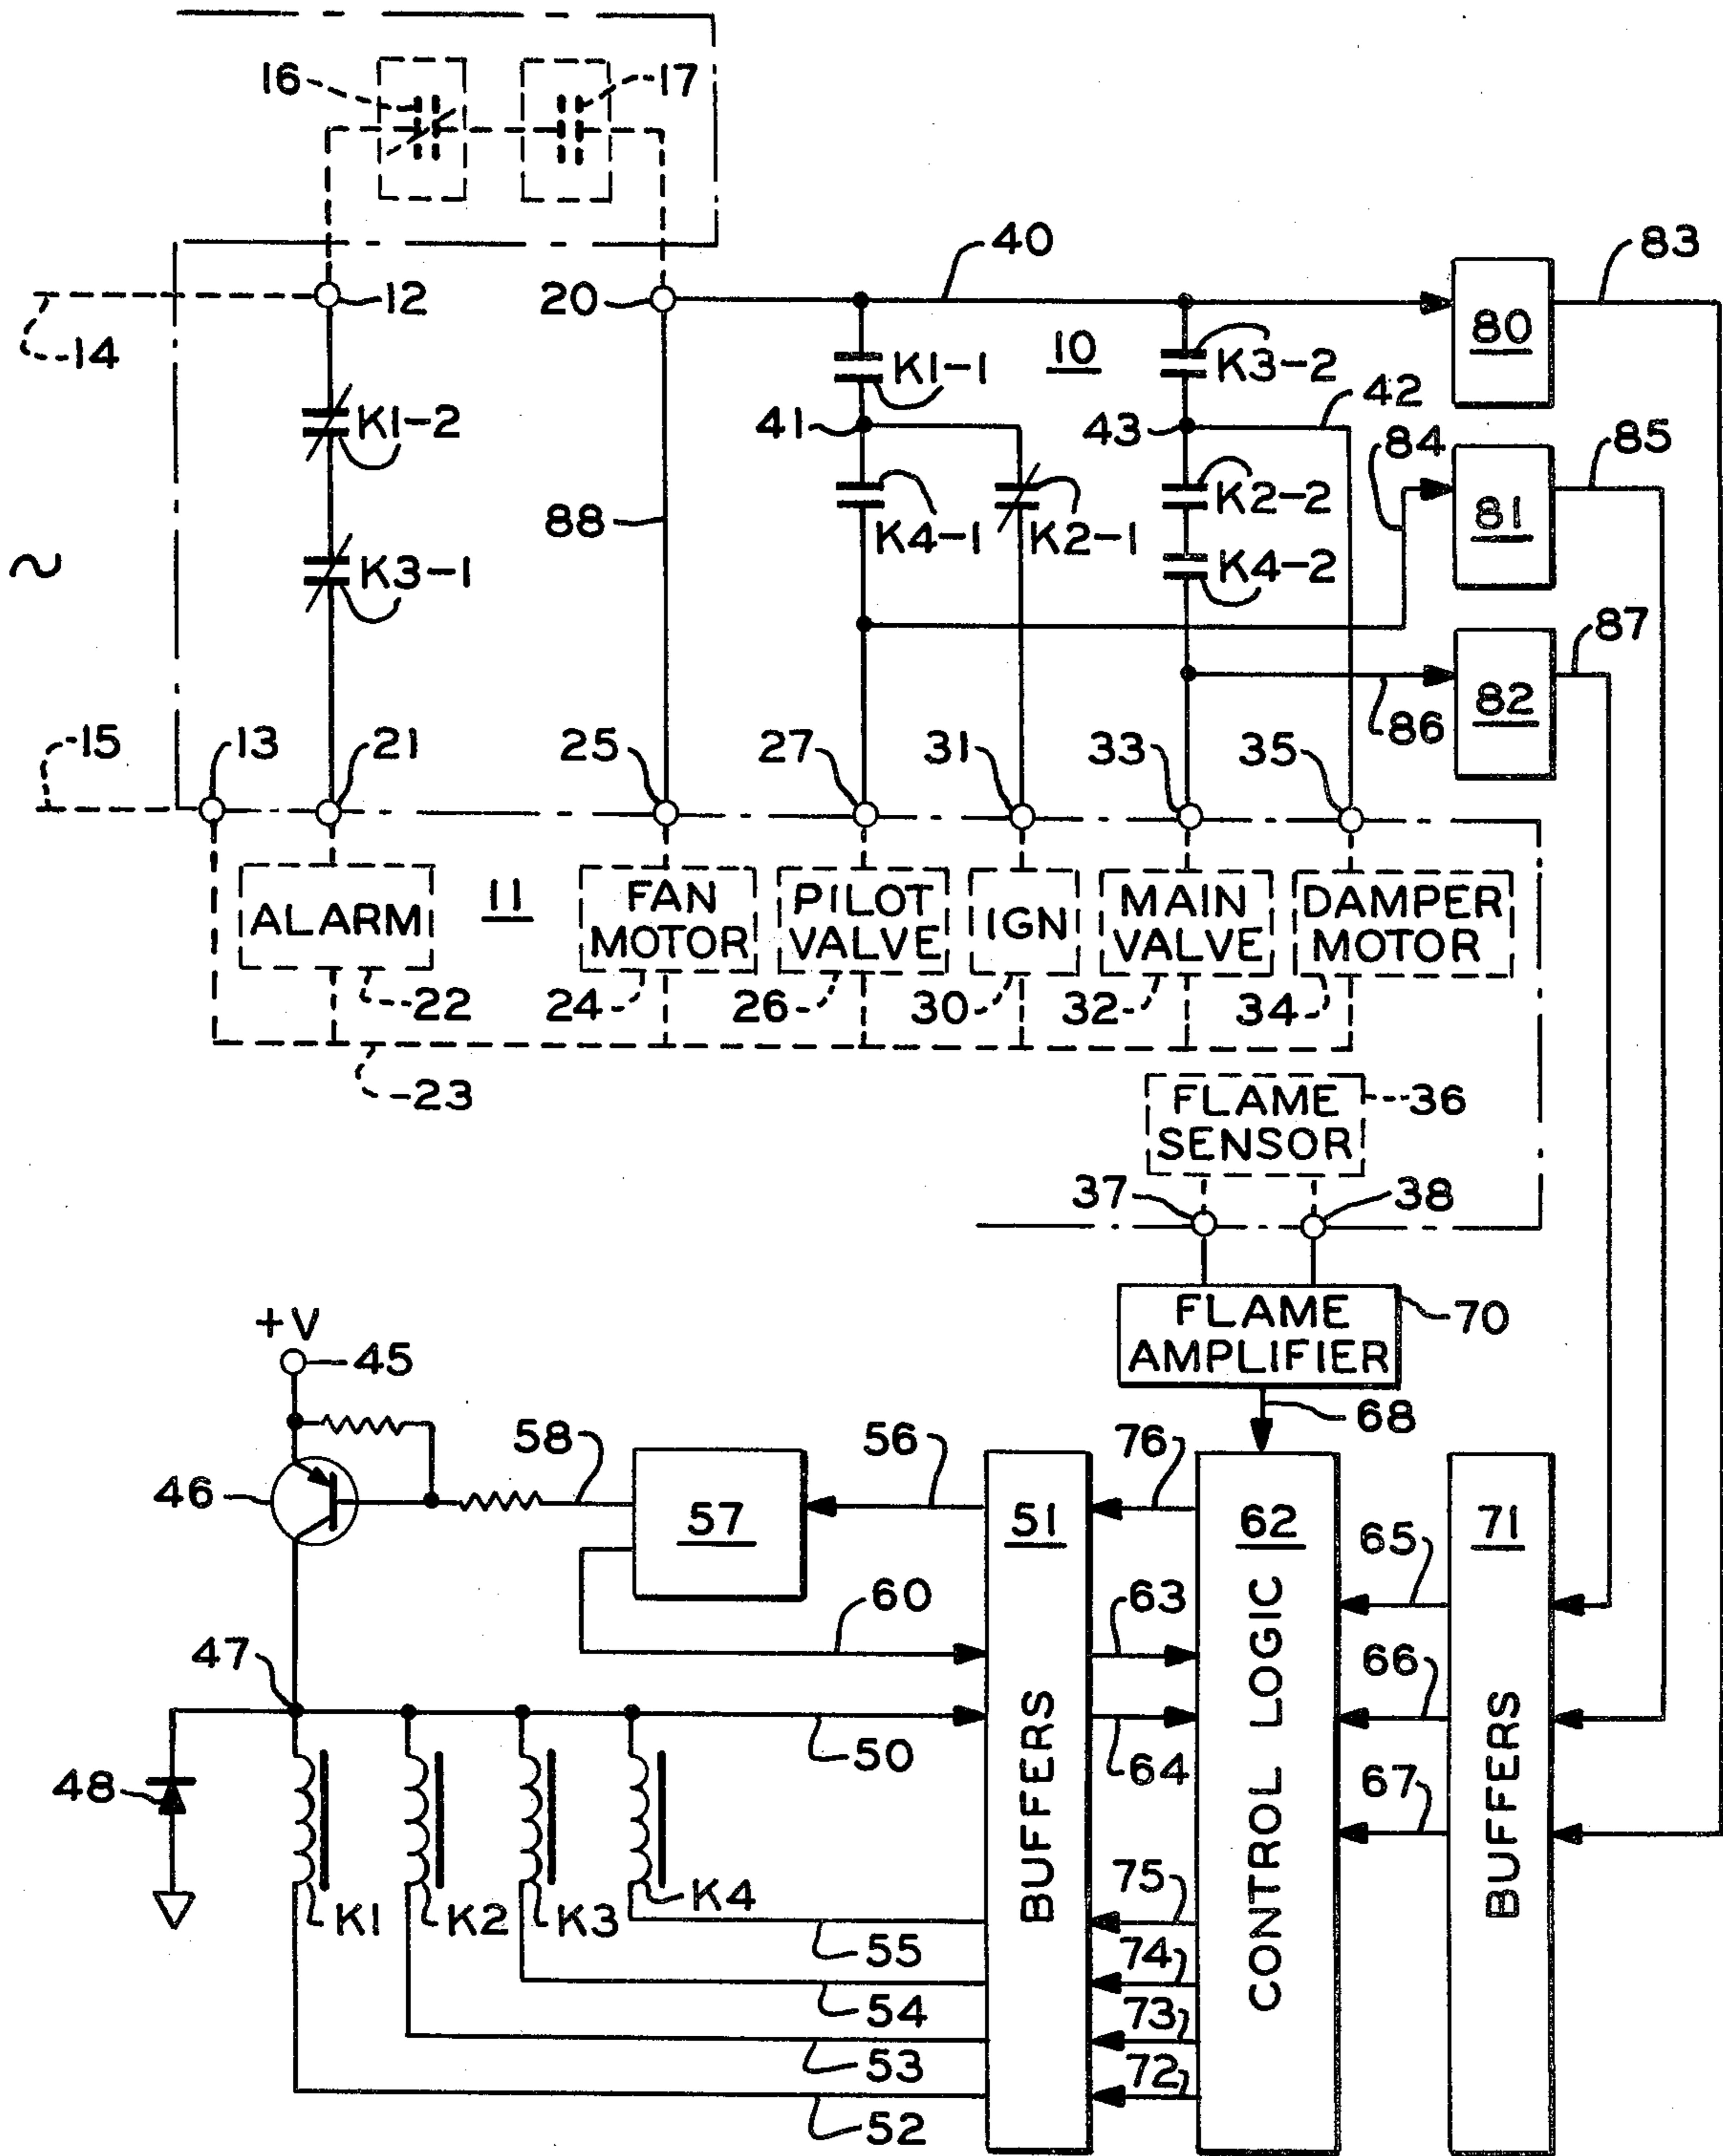 16
17
12
20
40
83
14
10
80
K1-1
K3-2
42
K1-2
41
43
84
85
88
K4-1
K2-1
K2-2
81
~
K3-1
K4-2
87
82
86
15
13
21
25
27
31
33
35
ALARM
11
FAN
MOTOR
PILOT
VALVE
IGN
MAIN
VALVE
DAMPER
MOTOR
22
24
26
30
32
34
23
FLAME
SENSOR
36
37
38
FLAME
AMPLIFIER
70
+V
45
68
58
56
76
46
57
51
62
71
65
60
63
66
47
50
64
67
48
BUFFERS
CONTROL LOGIC
BUFFERS
K1
K2
K3
K4
75
55
74
54
73
53
72
52